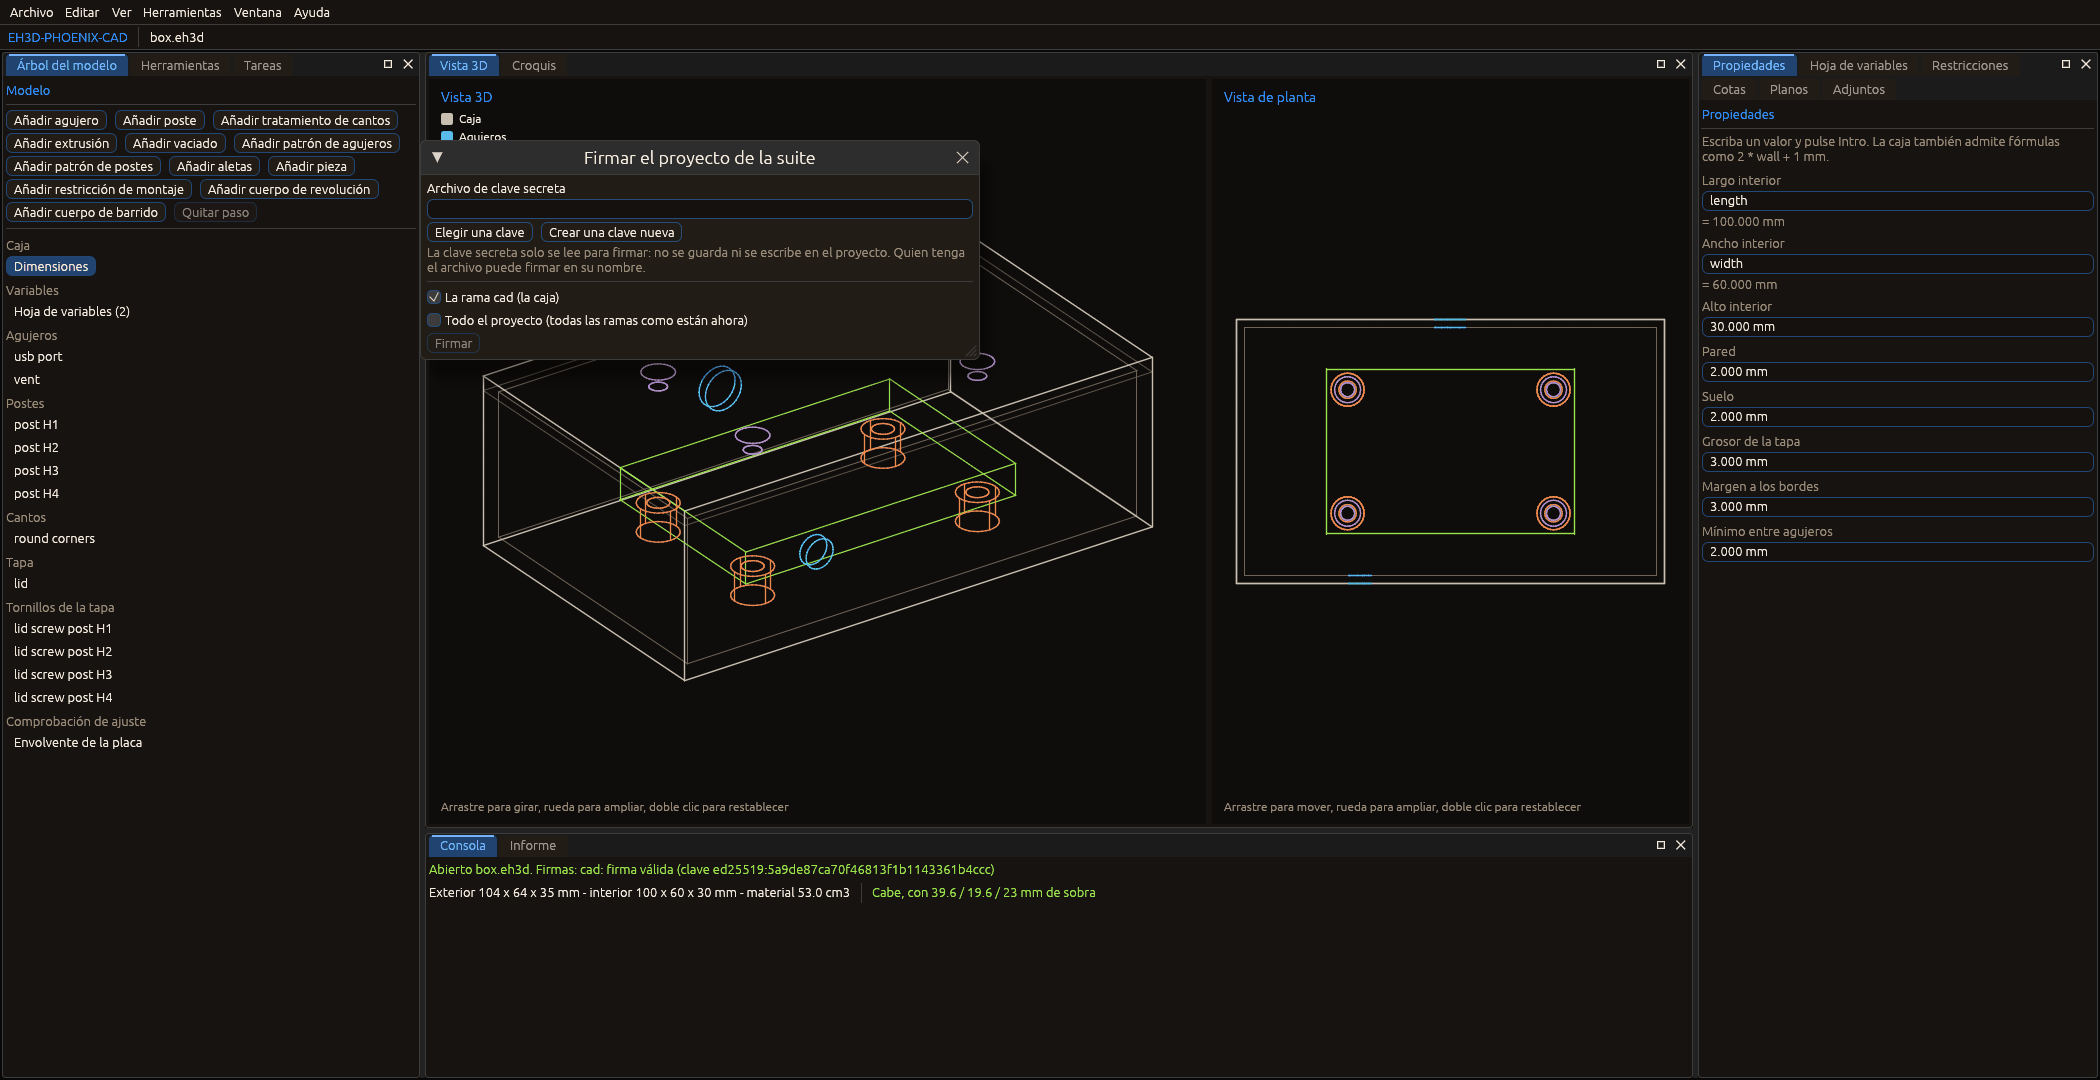 Archivo Editar Ver Herramientas Ventana Ayuda
EH3D-PHOENIX-CAD box.eh3d
Árbol del modelo Herramientas Tareas
Modelo
Añadir agujero Añadir poste Añadir tratamiento de cantos
Añadir extrusión Añadir vaciado Añadir patrón de agujeros
Añadir patrón de postes Añadir aletas Añadir pieza
Añadir restricción de montaje Añadir cuerpo de revolución
Añadir cuerpo de barrido Quitar paso
Caja
Dimensiones
Variables
Hoja de variables (2)
Agujeros
usb port
vent
Postes
post H1
post H2
post H3
post H4
Cantos
round corners
Tapa
lid
Tornillos de la tapa
lid screw post H1
lid screw post H2
lid screw post H3
lid screw post H4
Comprobación de ajuste
Envolvente de la placa
Vista 3D Croquis
Vista 3D
Caja
Agujeros
Firmar el proyecto de la suite
Archivo de clave secreta
Elegir una clave Crear una clave nueva
La clave secreta solo se lee para firmar: no se guarda ni se escribe en el proyecto. Quien tenga
el archivo puede firmar en su nombre.
La rama cad (la caja)
Todo el proyecto (todas las ramas como están ahora)
Firmar
Arrastre para girar, rueda para ampliar, doble clic para restablecer
Vista de planta
Arrastre para mover, rueda para ampliar, doble clic para restablecer
Consola Informe
Abierto box.eh3d. Firmas: cad: firma válida (clave ed25519:5a9de87ca70f46813f1b1143361b4ccc)
Exterior 104 x 64 x 35 mm - interior 100 x 60 x 30 mm - material 53.0 cm3 Cabe, con 39.6 / 19.6 / 23 mm de sobra
Propiedades Hoja de variables Restricciones
Cotas Planos Adjuntos
Propiedades
Escriba un valor y pulse Intro. La caja también admite fórmulas
como 2 * wall + 1 mm.
Largo interior
length
= 100.000 mm
Ancho interior
width
= 60.000 mm
Alto interior
30.000 mm
Pared
2.000 mm
Suelo
2.000 mm
Grosor de la tapa
3.000 mm
Margen a los bordes
3.000 mm
Mínimo entre agujeros
2.000 mm